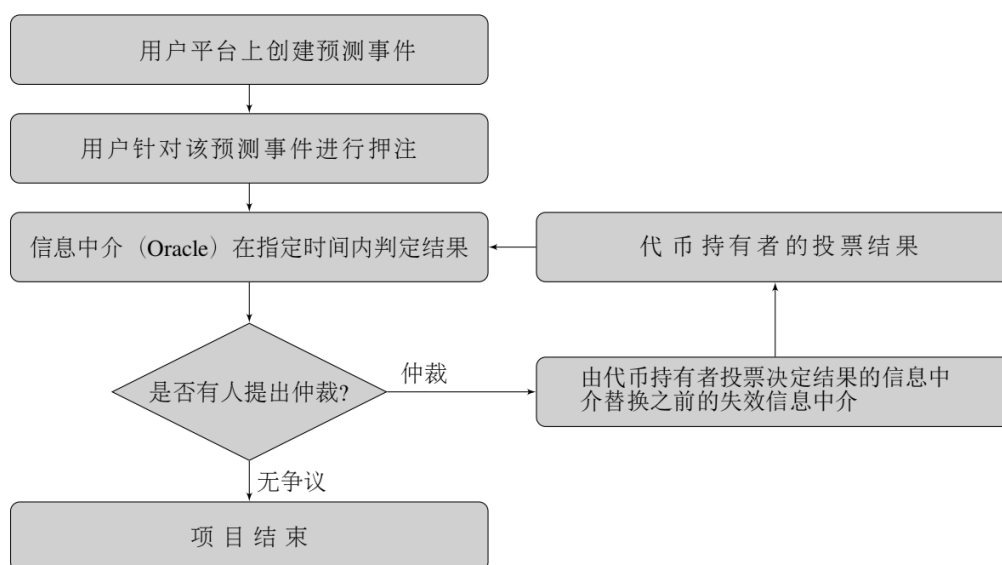 用户平台上创建预测事件
用户针对该预测事件进行押注
信息中介（Oracle）在指定时间内判定结果
代币持有者的投票结果
是否有人提出仲裁?
仲裁
由代币持有者投票决定结果的信息中
介替换之前的失效信息中介
无争议
项目结束